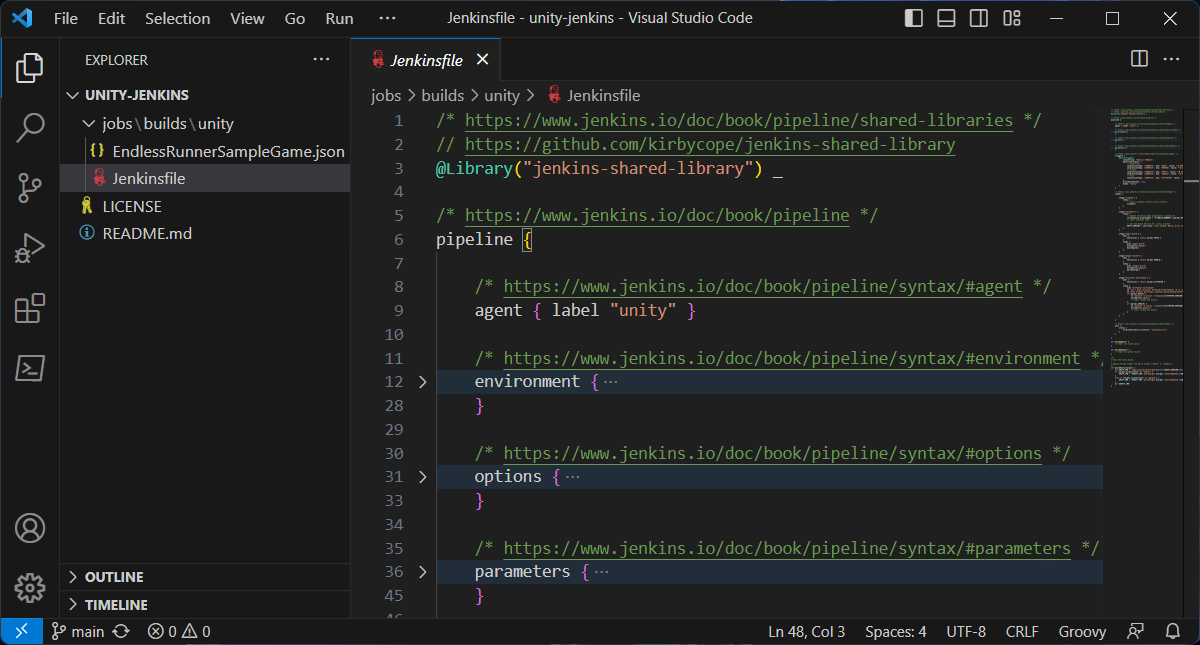 File Edit Selection View Go Run ··· Jenkinsfile - unity-jenkins - Visual Studio Code
EXPLORER ···
UNITY-JENKINS
jobs\builds\unity
{} EndlessRunnerSampleGame.json
Jenkinsfile
LICENSE
README.md
OUTLINE
TIMELINE
Jenkinsfile
jobs > builds > unity > Jenkinsfile
1 /* https://www.jenkins.io/doc/book/pipeline/shared-libraries */
2 // https://github.com/kirbycope/jenkins-shared-library
3 @Library("jenkins-shared-library") _
4
5 /* https://www.jenkins.io/doc/book/pipeline */
6 pipeline {
7
8 /* https://www.jenkins.io/doc/book/pipeline/syntax/#agent */
9 agent { label "unity" }
10
11 /* https://www.jenkins.io/doc/book/pipeline/syntax/#environment *
12 environment { ···
28 }
29
30 /* https://www.jenkins.io/doc/book/pipeline/syntax/#options */
31 options { ···
33 }
34
35 /* https://www.jenkins.io/doc/book/pipeline/syntax/#parameters */
36 parameters { ···
45 }
main 0 0 Ln 48, Col 3 Spaces: 4 UTF-8 CRLF Groovy